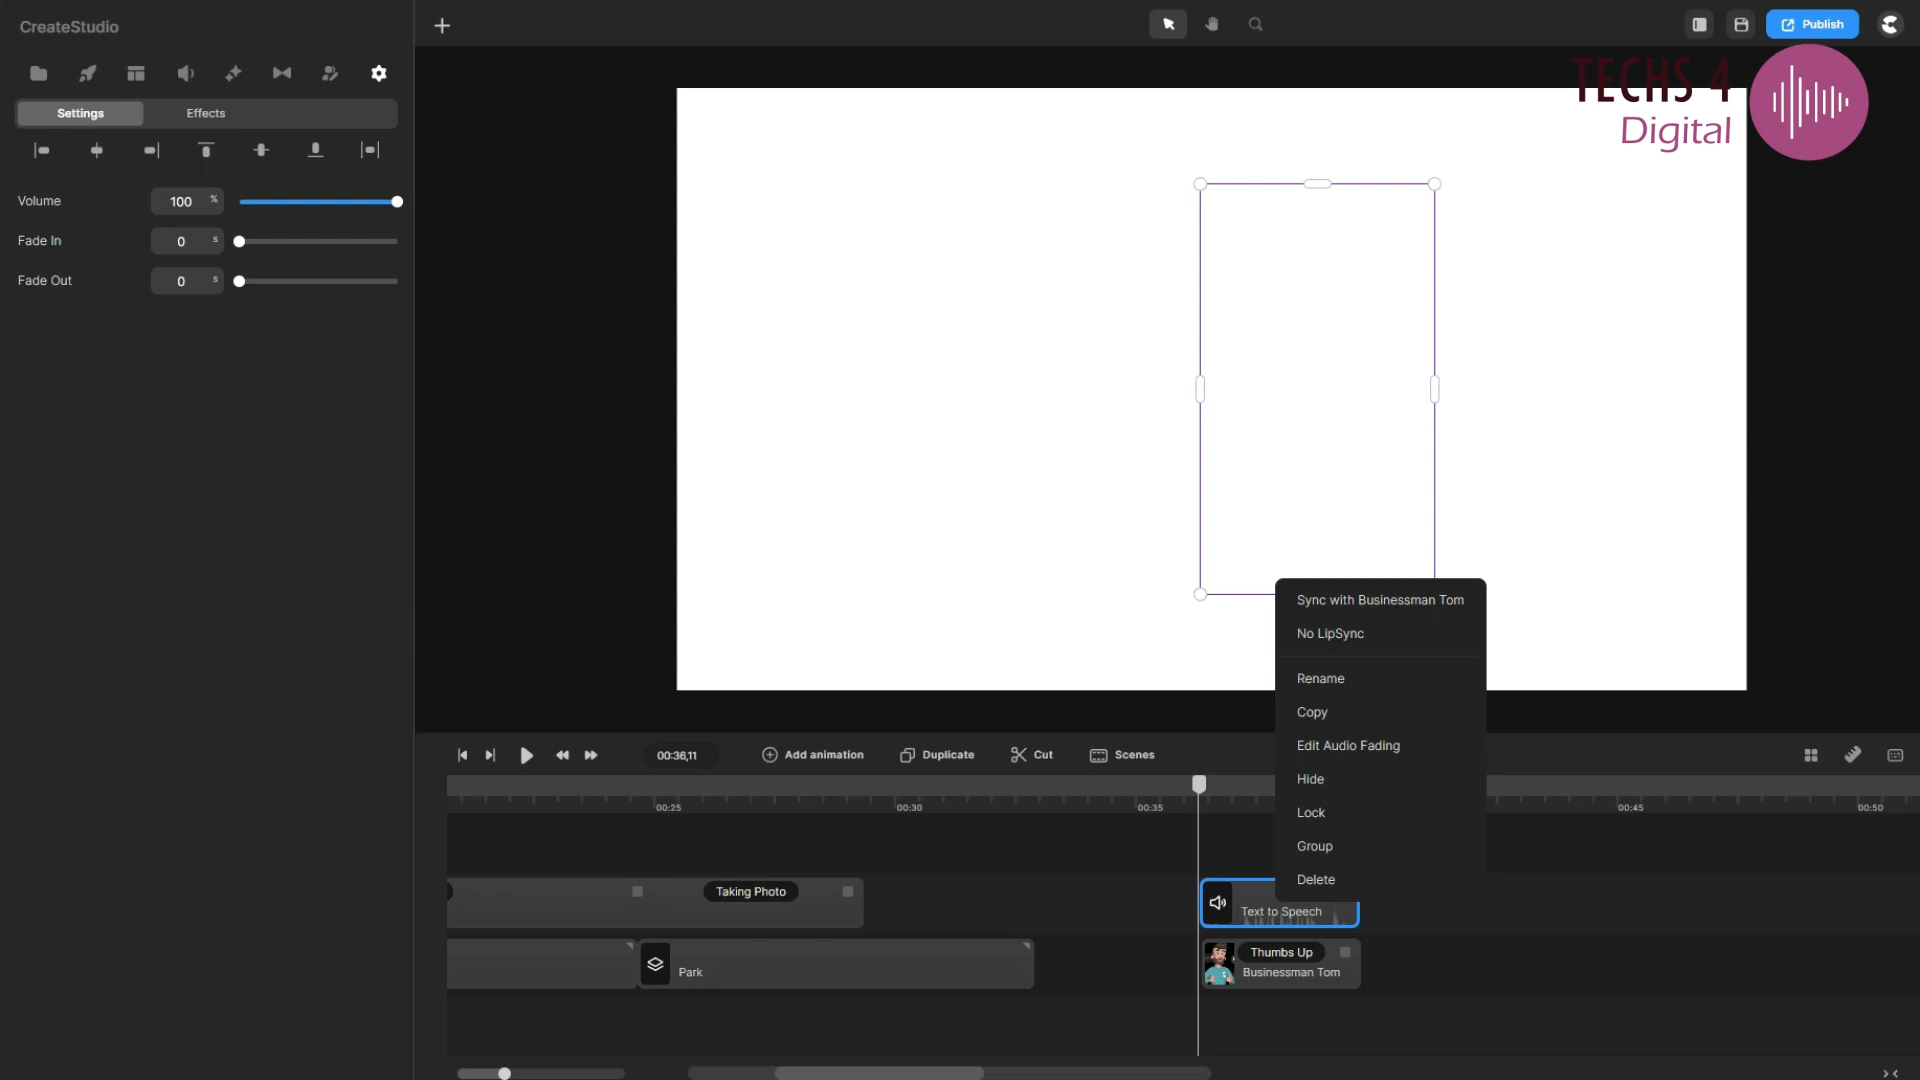 CreateStudio
Publish
TECHS 4
Digital
Settings
Effects
Volume
100 %
Fade In
0 s
Fade Out
0 s
Sync with Businessman Tom
No LipSync
Rename
Copy
Edit Audio Fading
Hide
Lock
Group
Delete
00:36,11
Add animation
Duplicate
Cut
Scenes
00:25
00:30
00:35
00:45
00:50
Taking Photo
Text to Speech
Park
Thumbs Up
Businessman Tom